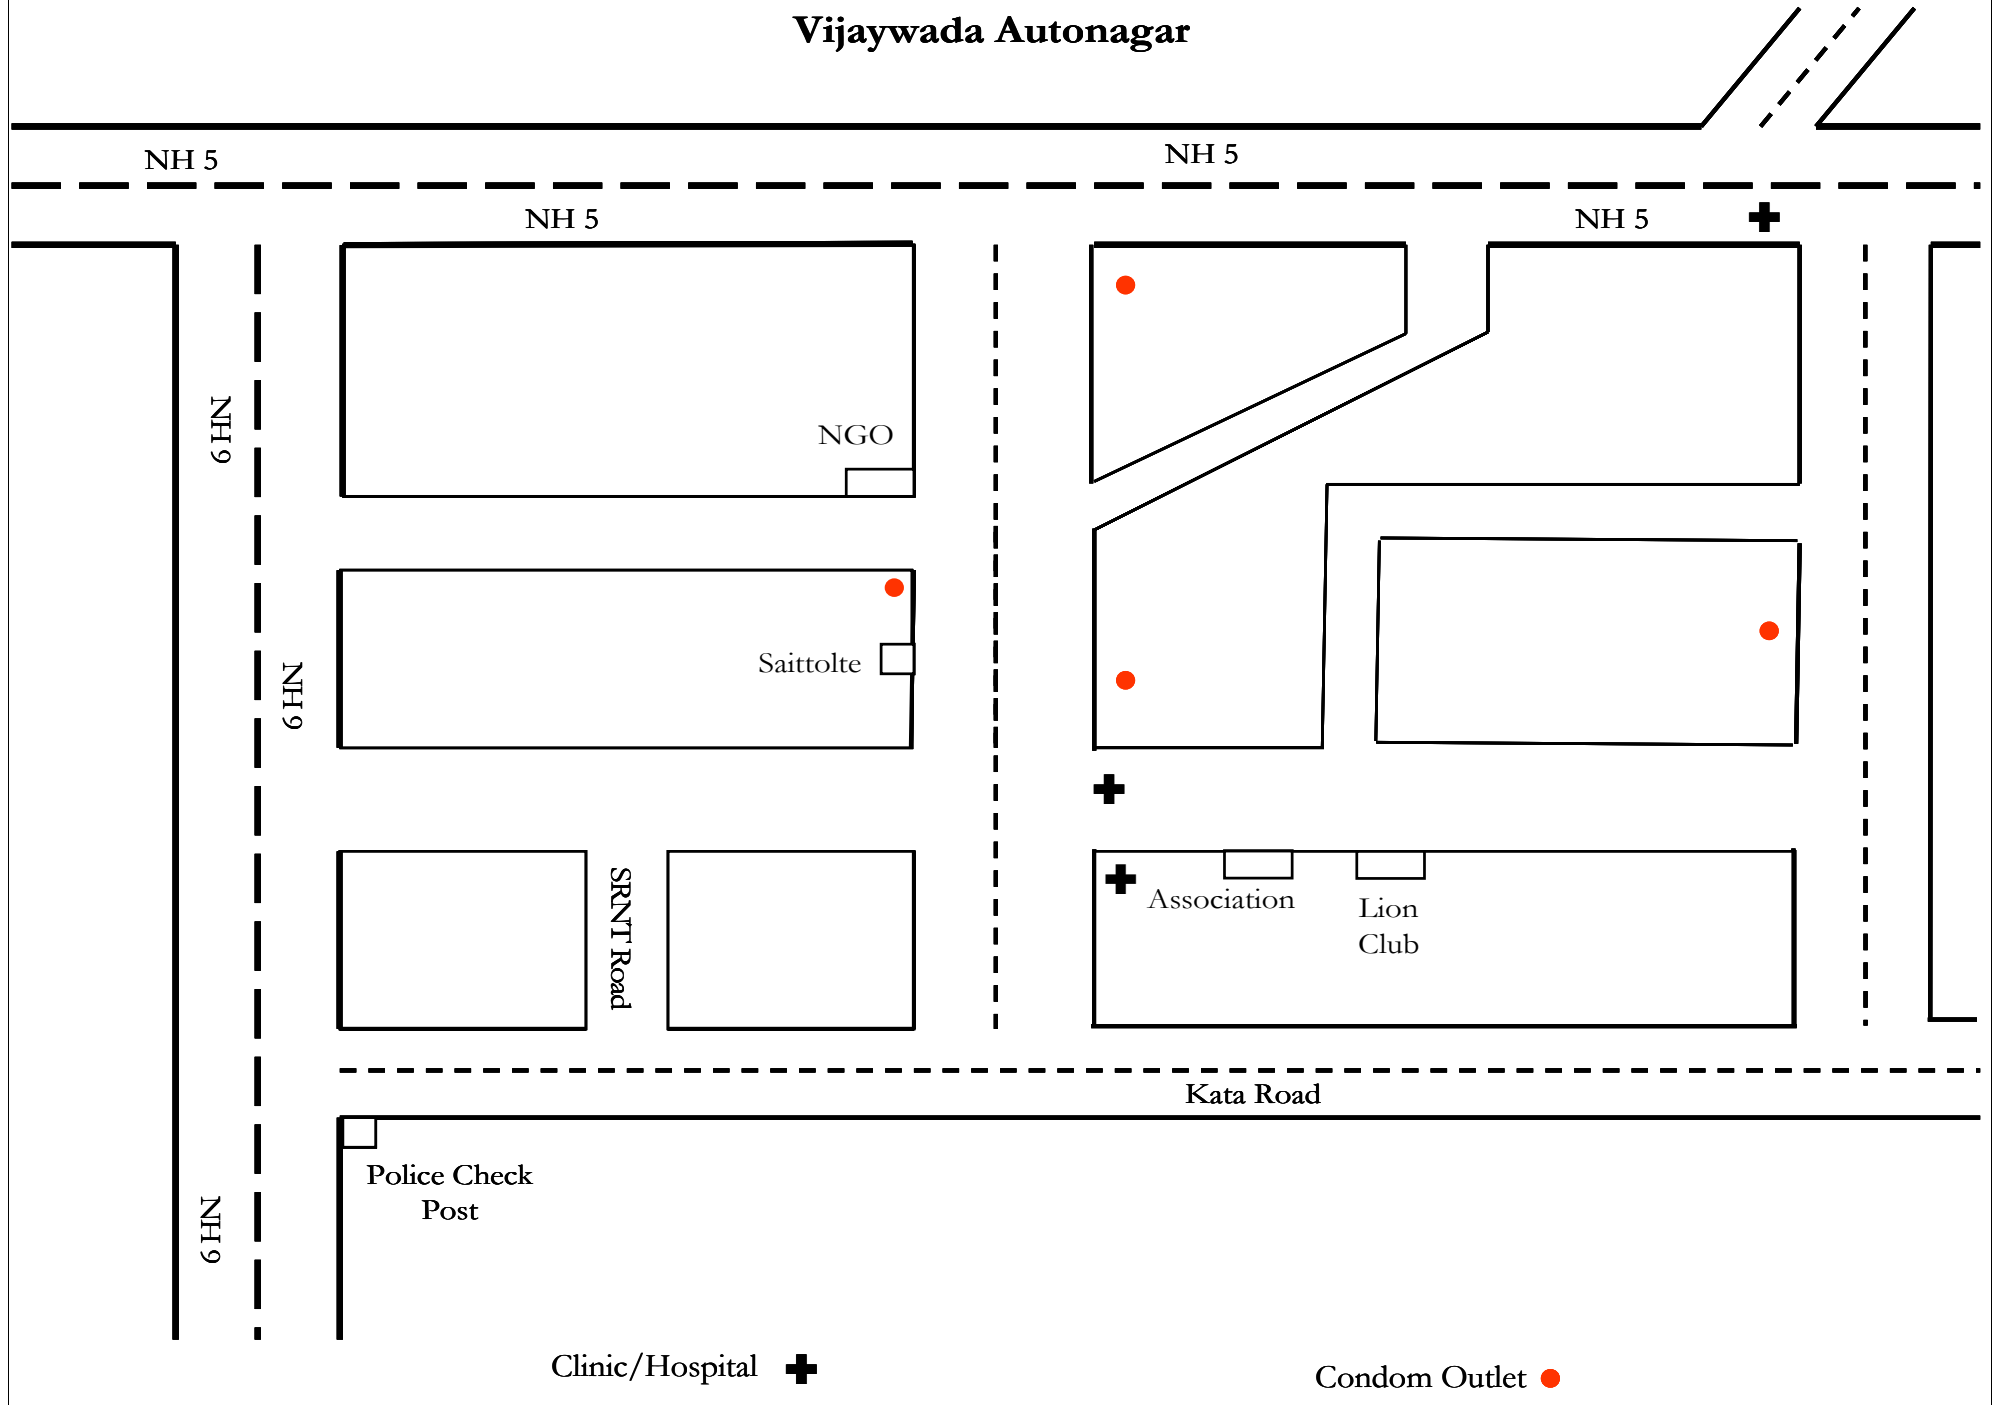 Vijaywada Autonagar
NH 5
NH 5
NH 5
NH 5
NH 9
NGO
Saittolte
NH 9
SRNT Road
Association
Lion
Club
Kata Road
Police Check
Post
NH 9
Clinic/Hospital
Condom Outlet